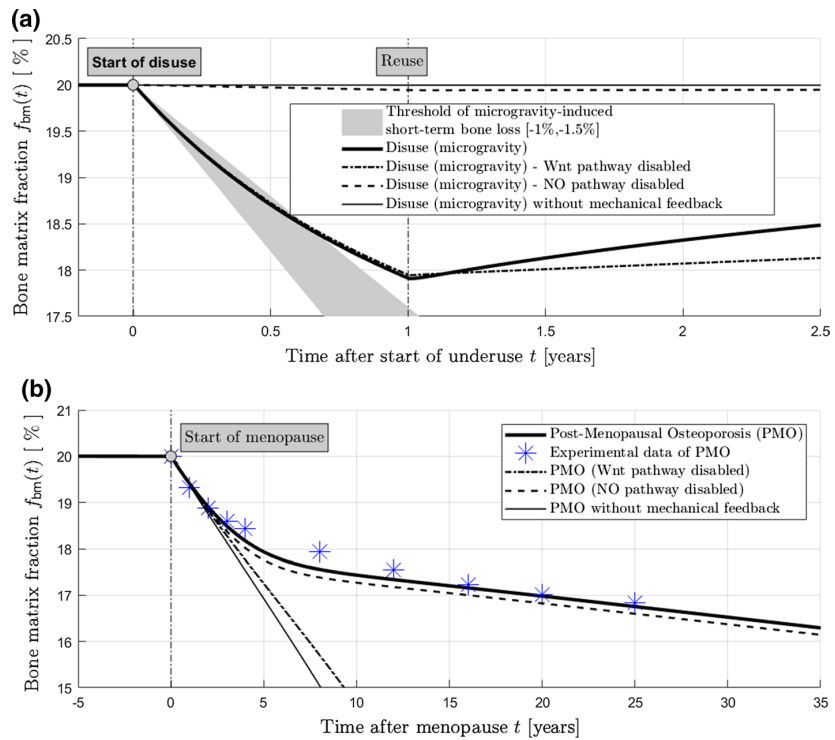 (a)
Bone matrix fraction fbm(t) [ % ]
20.5
20
19.5
19
18.5
18
17.5
Start of disuse
Reuse
Threshold of microgravity-induced
short-term bone loss [-1%,-1.5%]
Disuse (microgravity)
Disuse (microgravity) - Wnt pathway disabled
Disuse (microgravity) - NO pathway disabled
Disuse (microgravity) without mechanical feedback
0 0.5 1 1.5 2 2.5
Time after start of underuse t [years]
(b)
Bone matrix fraction fbm(t) [ % ]
21
20
19
18
17
16
15
Start of menopause
Post-Menopausal Osteoporosis (PMO)
Experimental data of PMO
PMO (Wnt pathway disabled)
PMO (NO pathway disabled)
PMO without mechanical feedback
-5 0 5 10 15 20 25 30 35
Time after menopause t [years]